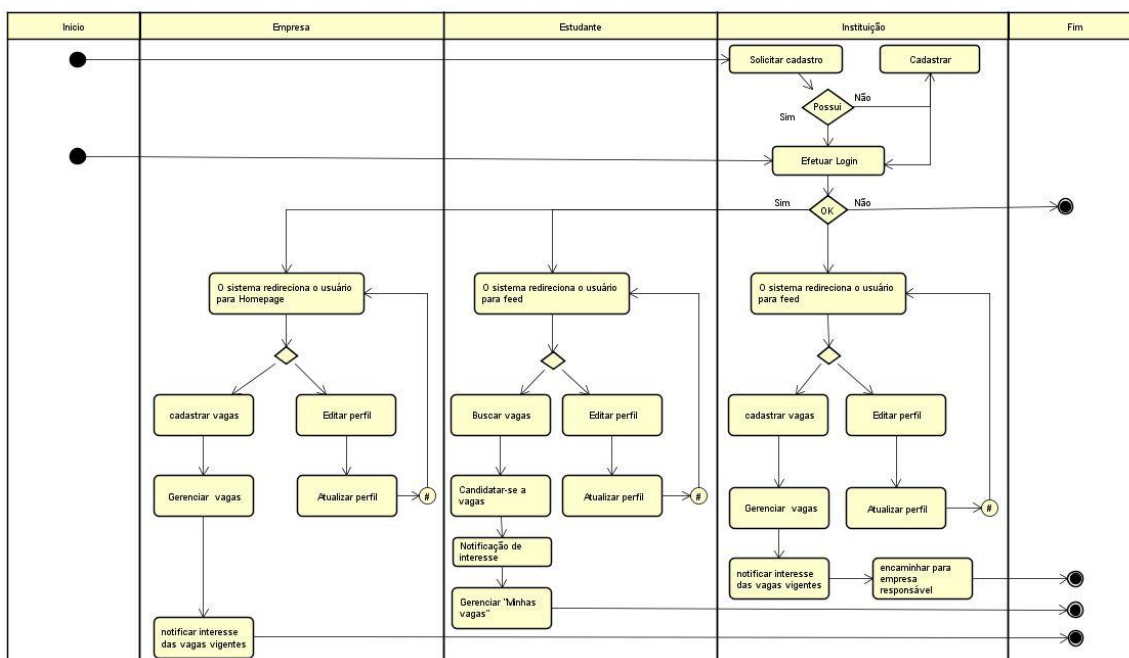 Inicio
Empresa
Estudante
Instituição
Fim
Solicitar cadastro
Cadastrar
Possui
Não
Sim
Efetuar Login
Sim
OK
Não
O sistema redireciona o usuário
para Homepage
O sistema redireciona o usuário
para feed
O sistema redireciona o usuário
para feed
cadastrar vagas
Editar perfil
Buscar vagas
Editar perfil
cadastrar vagas
Editar perfil
Gerenciar vagas
Atualizar perfil
#
Candidatar-se a
vagas
Atualizar perfil
#
Gerenciar vagas
Atualizar perfil
#
Notificação de
interesse
notificar interesse
das vagas vigentes
encaminhar para
empresa
responsável
Gerenciar "Minhas
vagas"
notificar interesse
das vagas vigentes